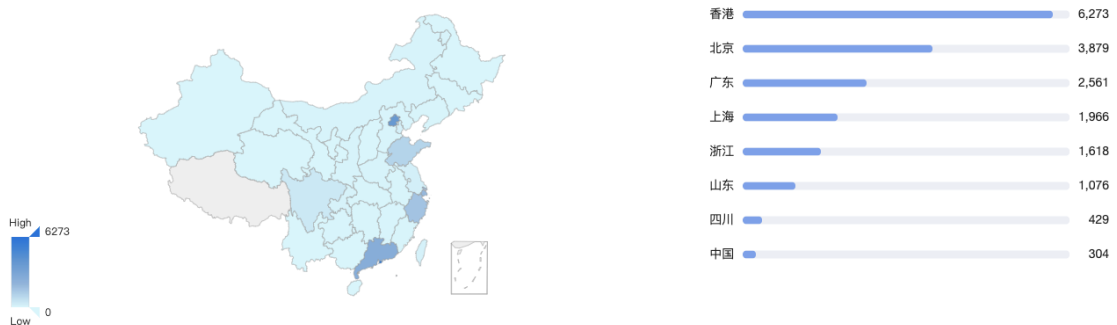 High
6273
0
Low
香港 6,273
北京 3,879
广东 2,561
上海 1,966
浙江 1,618
山东 1,076
四川 429
中国 304